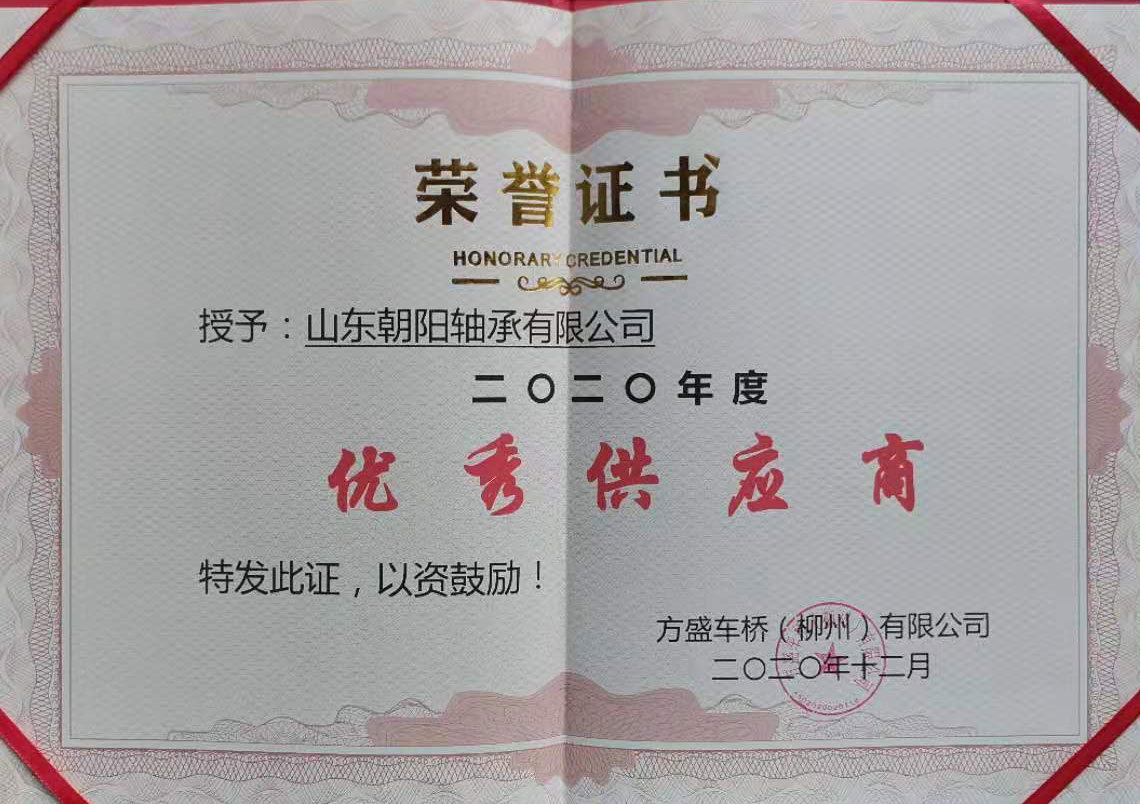 荣誉证书
HONORARY CREDENTIAL
授予：山东朝阳轴承有限公司
二〇二〇年度
优秀供应商
特发此证，以资鼓励！
方盛车桥（柳州）有限公司
二〇二〇年十二月